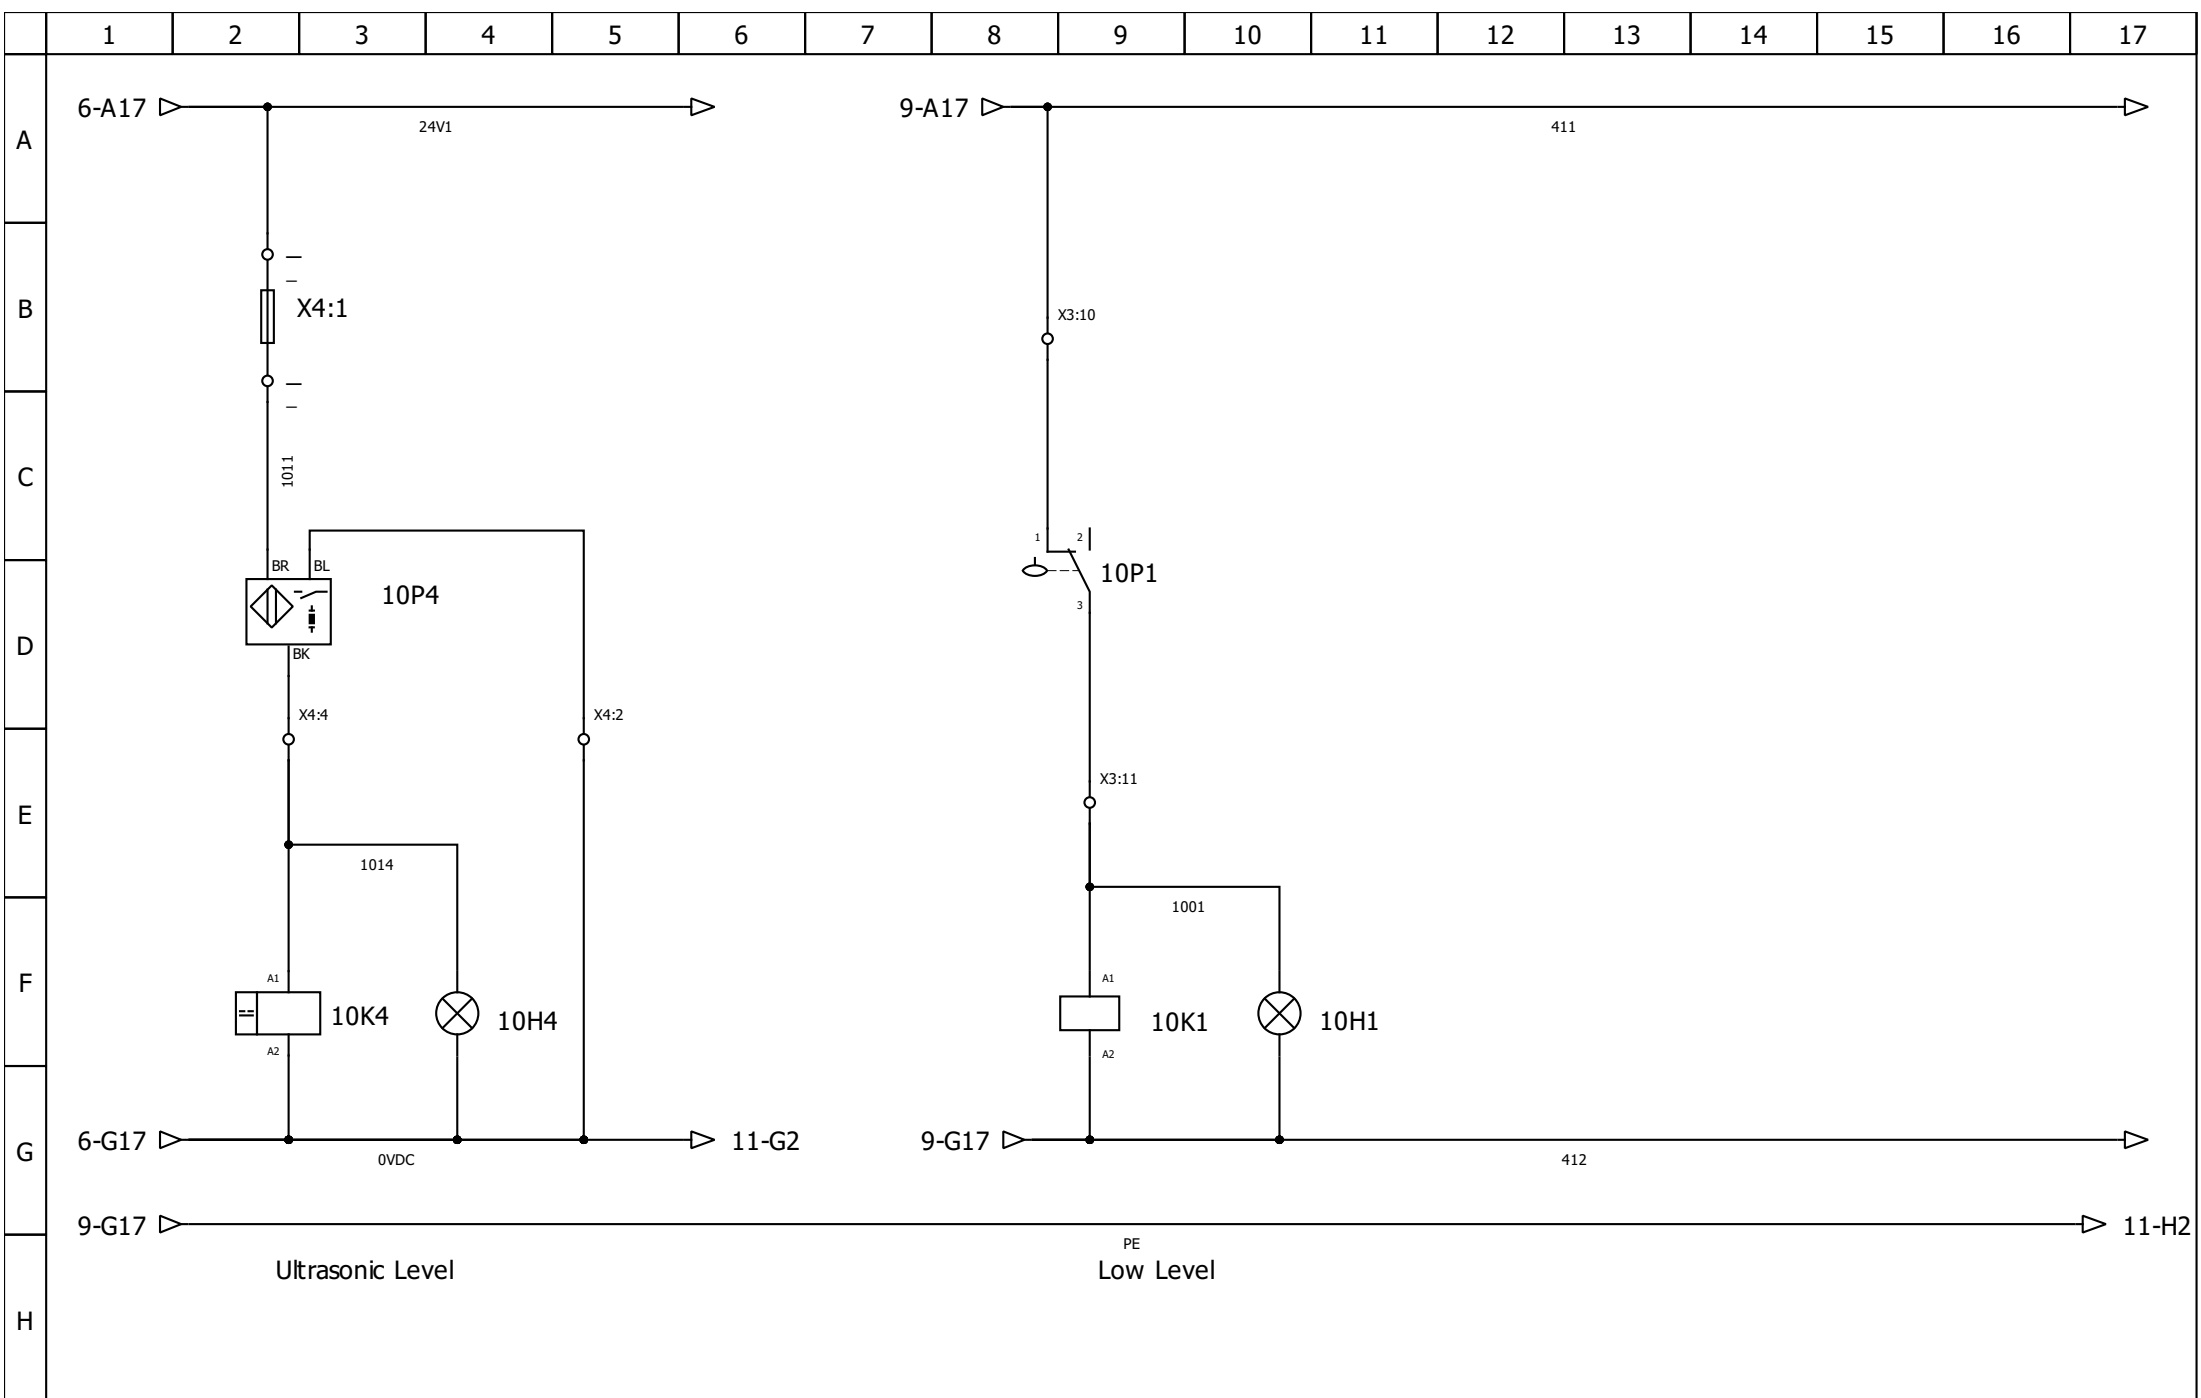 1 2 3 4 5 6 7 8 9 10 11 12 13 14 15 16 17
A
B
C
D
E
F
G
H
6-A17
24V1
9-A17
411
X4:1
X3:10
1011
1 2
BR BL
10P4
10P1
3
BK
X4:4
X4:2
X3:11
1014
1001
A1
A1
10K4
10H4
10K1
10H1
A2
A2
6-G17
11-G2
9-G17
0VDC
412
9-G17
11-H2
PE
Ultrasonic Level
Low Level